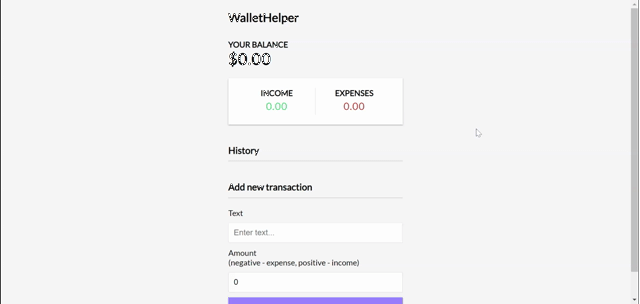 WalletHelper
YOUR BALANCE
$0.00
INCOME
EXPENSES
0.00
0.00
History
Add new transaction
Text
Enter text...
Amount
(negative - expense, positive - income)
0